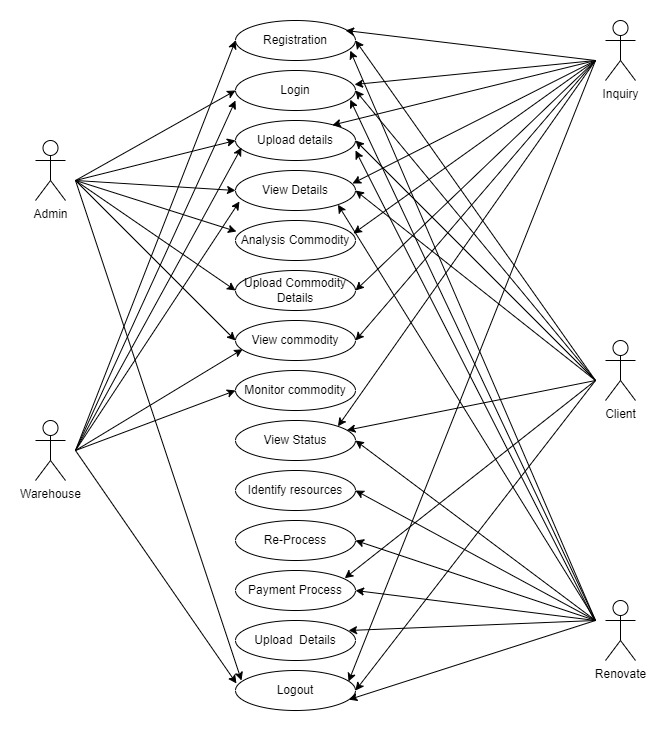 Registration
Inquiry
Login
Upload details
Admin
View Details
Analysis Commodity
Upload Commodity
Details
View commodity
Monitor commodity
Client
View Status
Warehouse
Identify resources
Re-Process
Payment Process
Upload  Details
Renovate
Logout